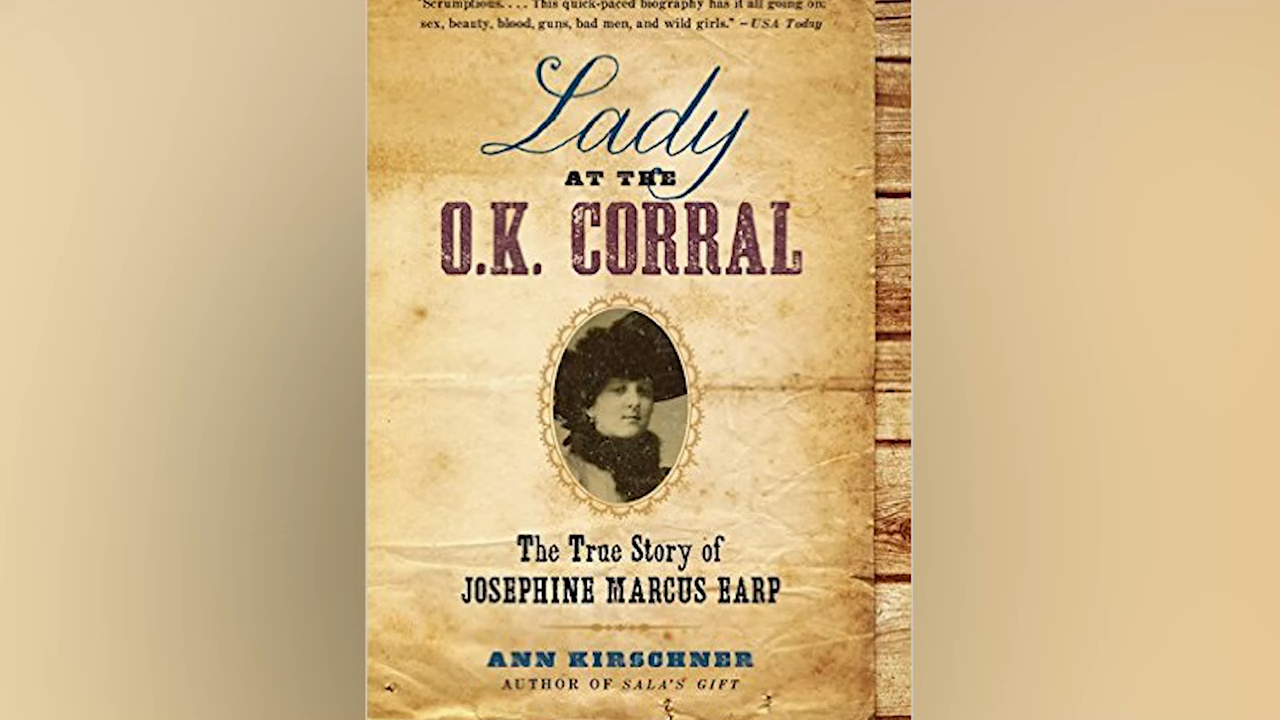 "Scrumptious. . . . This quick-paced biography has it all going on:
sex, beauty, blood, guns, bad men, and wild girls." – USA Today
Lady
AT THE
O.K. CORRAL
The True Story of
JOSEPHINE MARCUS EARP
ANN KIRSCHNER
AUTHOR OF SALA'S GIFT